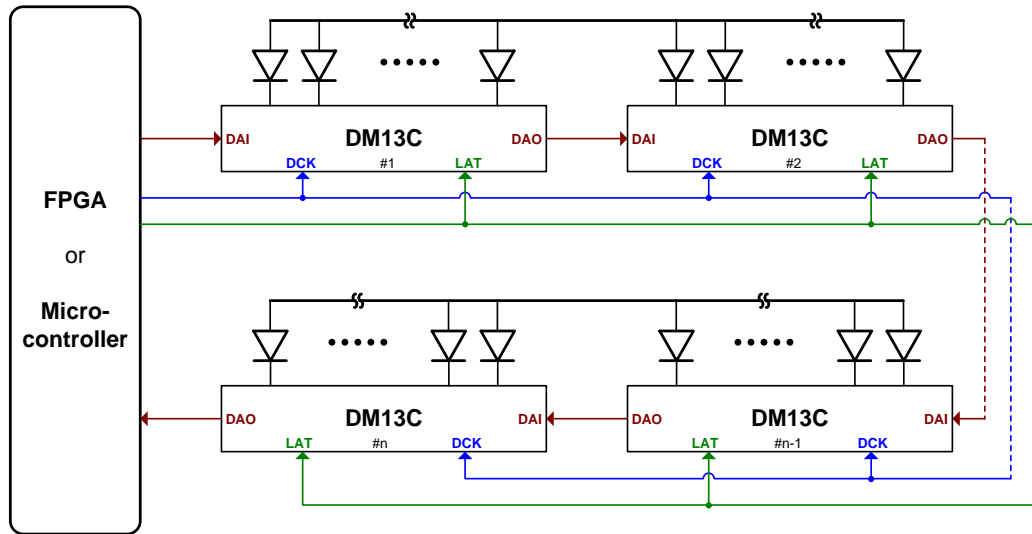 FPGA
or
Micro-
controller
DAI
DM13C
DAO
DCK
#1
LAT
DAI
DM13C
DAO
DCK
#2
LAT
DAO
DM13C
DAI
LAT
#n
DCK
DAO
DM13C
DAI
LAT
#n-1
DCK